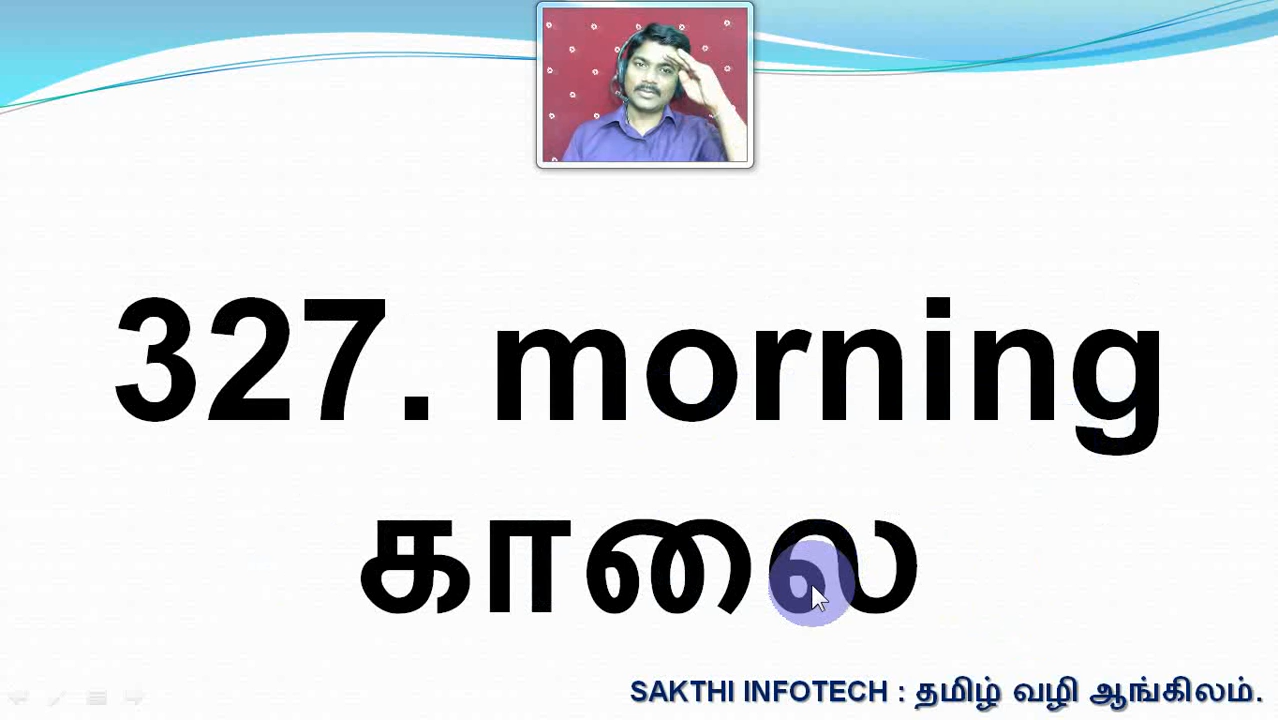 327. morning
காலை
SAKTHI INFOTECH : தமிழ் வழி ஆங்கிலம்.